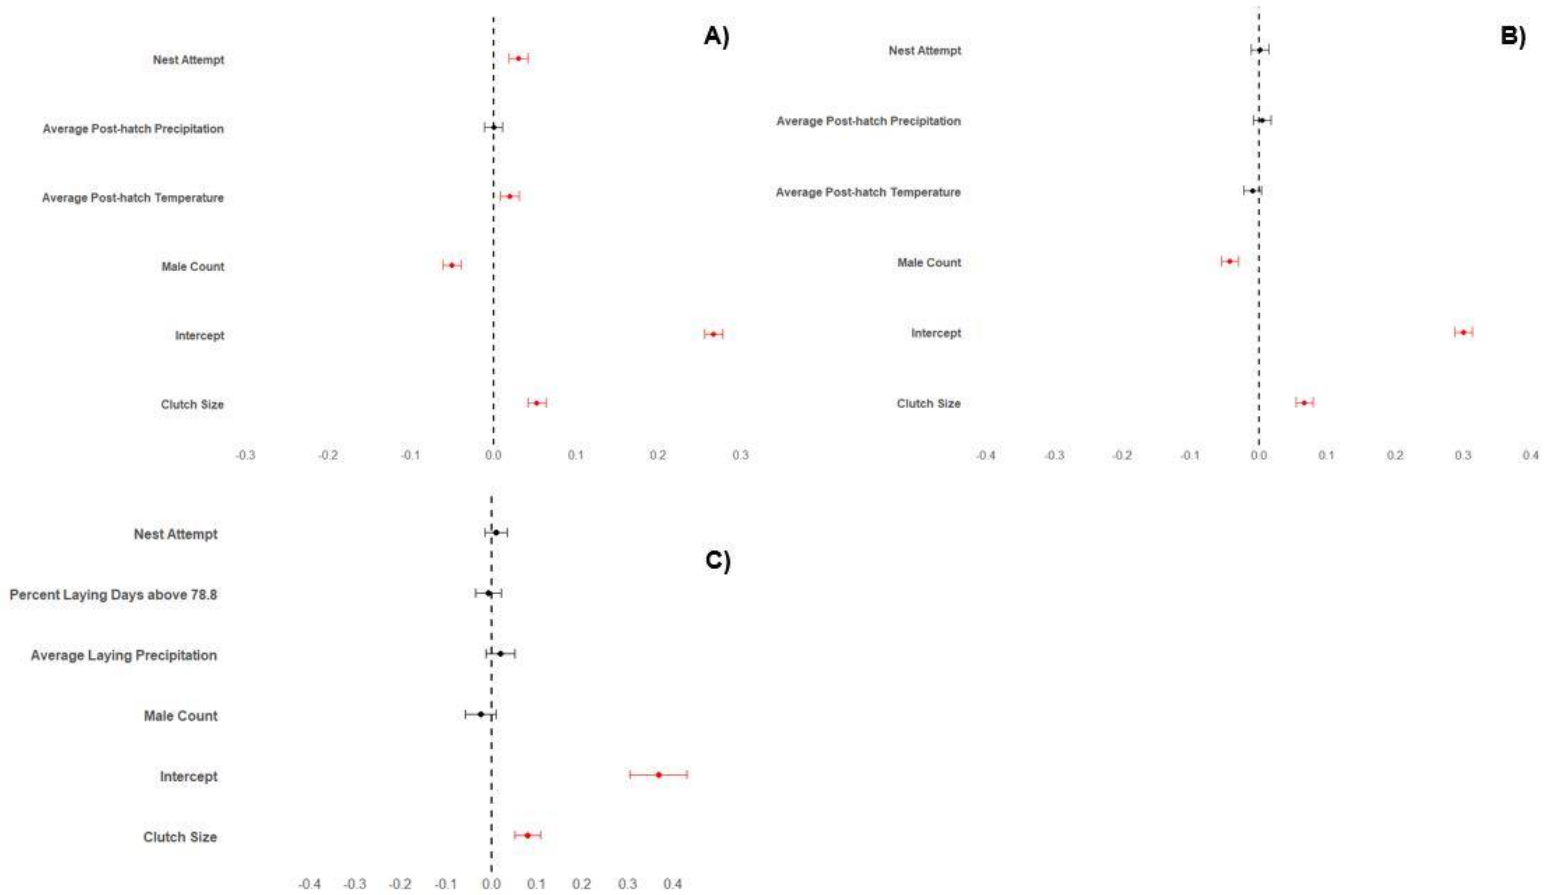 A)
Nest Attempt
Average Post-hatch Precipitation
Average Post-hatch Temperature
Male Count
Intercept
Clutch Size
-0.3 -0.2 -0.1 0.0 0.1 0.2 0.3
B)
Nest Attempt
Average Post-hatch Precipitation
Average Post-hatch Temperature
Male Count
Intercept
Clutch Size
-0.4 -0.3 -0.2 -0.1 0.0 0.1 0.2 0.3 0.4
C)
Nest Attempt
Percent Laying Days above 78.8
Average Laying Precipitation
Male Count
Intercept
Clutch Size
-0.4 -0.3 -0.2 -0.1 0.0 0.1 0.2 0.3 0.4